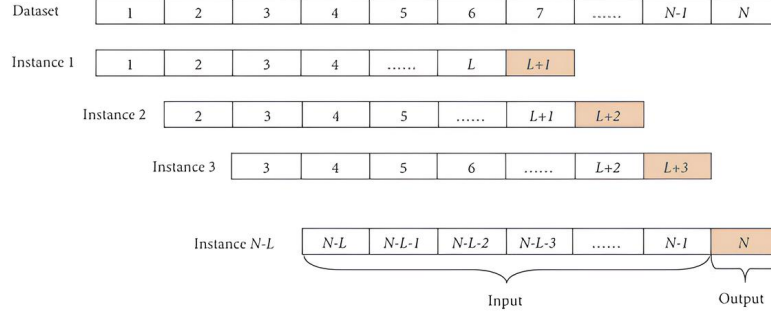 Dataset 1 2 3 4 5 6 7 ...... N-1 N
Instance 1 1 2 3 4 ...... L L+1
Instance 2 2 3 4 5 ...... L+1 L+2
Instance 3 3 4 5 6 ...... L+2 L+3
Instance N-L N-L N-L-1 N-L-2 N-L-3 ...... N-1 N
Input Output